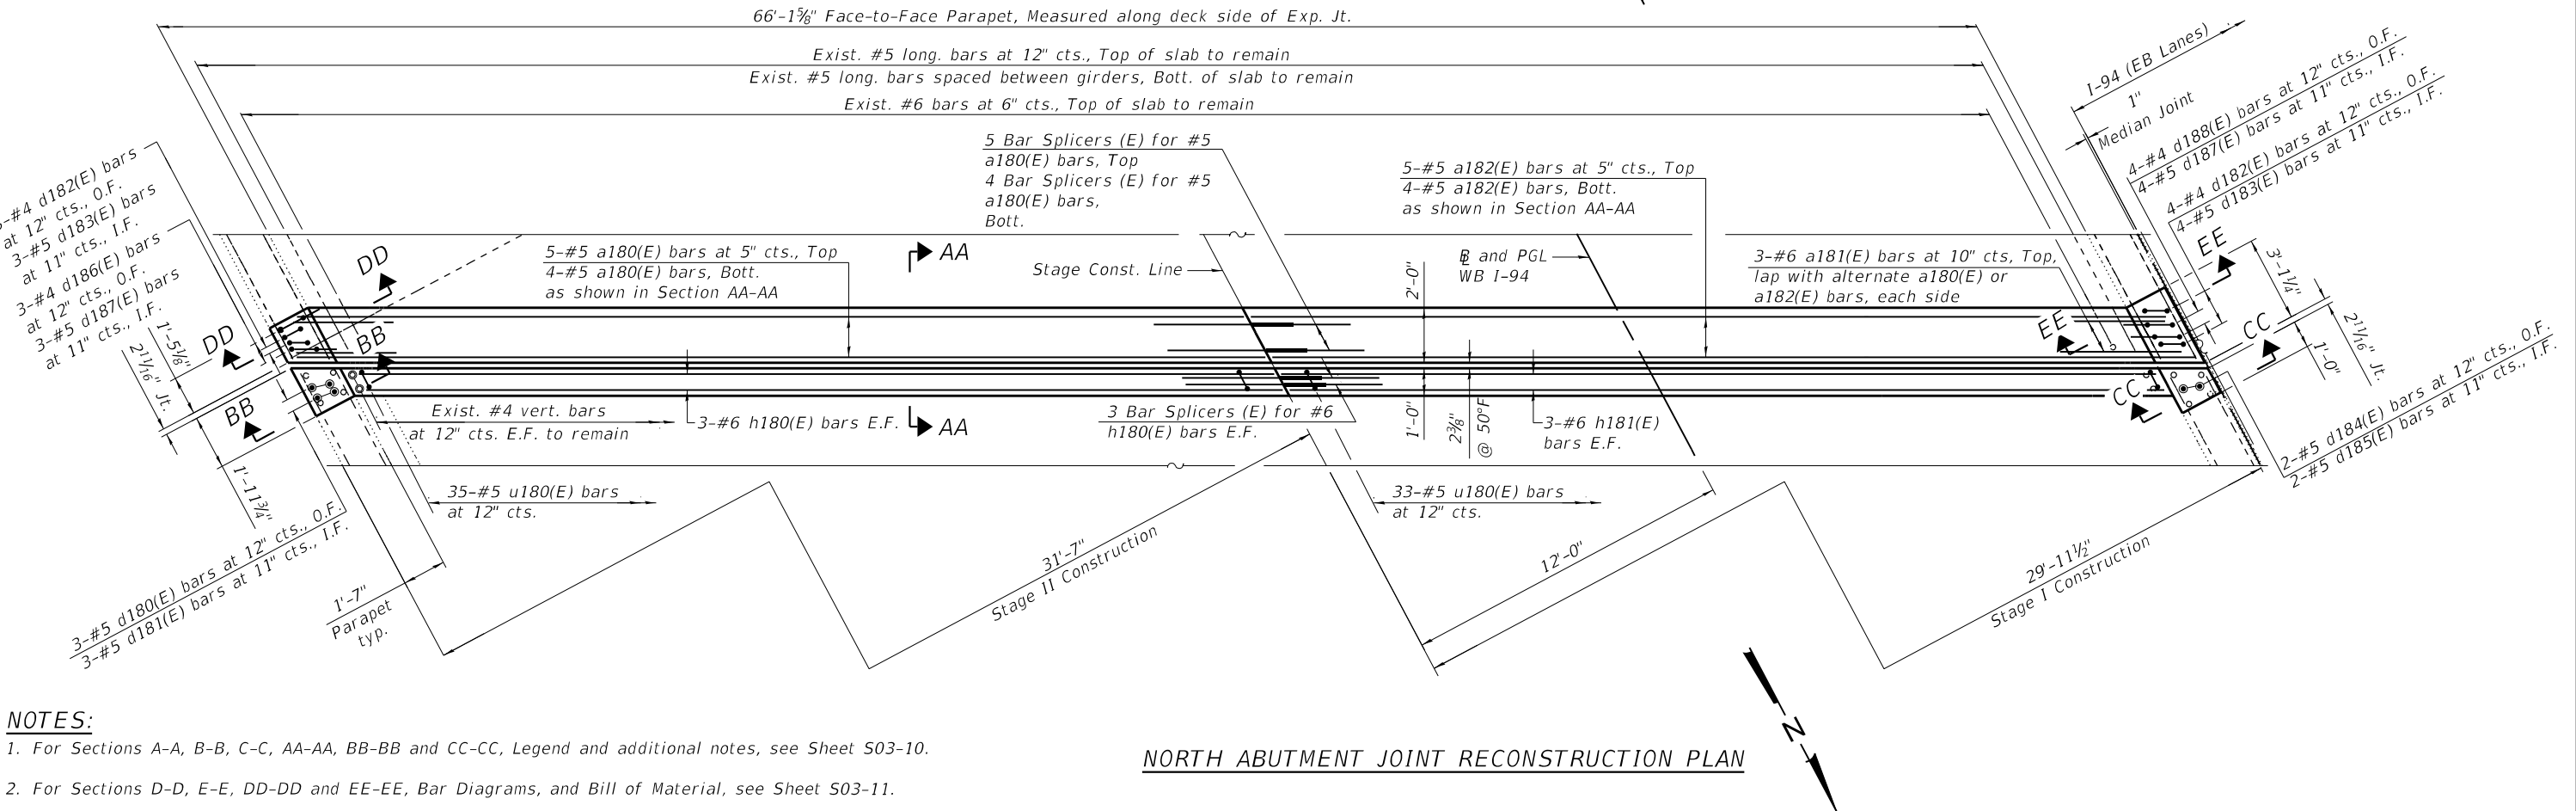 66'-1⅝" Face-to-Face Parapet, Measured along deck side of Exp. Jt.
Exist. #5 long. bars at 12" cts., Top of slab to remain
Exist. #5 long. bars spaced between girders, Bott. of slab to remain
Exist. #6 bars at 6" cts., Top of slab to remain
I-94 (EB Lanes)
1"
Median Joint
4-#4 d188(E) bars at 12" cts., O.F.
4-#5 d187(E) bars at 11" cts., I.F.
4-#4 d182(E) bars at 12" cts., O.F.
4-#5 d183(E) bars at 11" cts., I.F.
-#4 d182(E) bars
at 12" cts., O.F.
3-#5 d183(E) bars
at 11" cts., I.F.
3-#4 d186(E) bars
at 12" cts., O.F.
3-#5 d187(E) bars
at 11" cts., I.F.
5 Bar Splicers (E) for #5
a180(E) bars, Top
4 Bar Splicers (E) for #5
a180(E) bars,
Bott.
5-#5 a182(E) bars at 5" cts., Top
4-#5 a182(E) bars, Bott.
as shown in Section AA-AA
5-#5 a180(E) bars at 5" cts., Top
4-#5 a180(E) bars, Bott.
as shown in Section AA-AA
AA
Stage Const. Line
2'-0"
℄ and PGL
WB I-94
3-#6 a181(E) bars at 10" cts, Top,
lap with alternate a180(E) or
a182(E) bars, each side
DD
DD
BB
BB
EE
EE
CC
CC
1'-5⅛"
2 11/16" Jt.
3'-1¼"
2 11/16" Jt.
1'-0"
Exist. #4 vert. bars
at 12" cts. E.F. to remain
3-#6 h180(E) bars E.F.
AA
3 Bar Splicers (E) for #6
h180(E) bars E.F.
1'-0"
2⅜"
@ 50°F
3-#6 h181(E)
bars E.F.
2-#5 d184(E) bars at 12" cts., O.F.
2-#5 d185(E) bars at 11" cts., I.F.
1'-11¾"
35-#5 u180(E) bars
at 12" cts.
33-#5 u180(E) bars
at 12" cts.
3-#5 d180(E) bars at 12" cts., O.F.
3-#5 d181(E) bars at 11" cts., I.F.
1'-7"
Parapet
typ.
31'-7"
Stage II Construction
12'-0"
29'-11½"
Stage I Construction
N
NOTES:
1. For Sections A-A, B-B, C-C, AA-AA, BB-BB and CC-CC, Legend and additional notes, see Sheet S03-10.
2. For Sections D-D, E-E, DD-DD and EE-EE, Bar Diagrams, and Bill of Material, see Sheet S03-11.
NORTH ABUTMENT JOINT RECONSTRUCTION PLAN